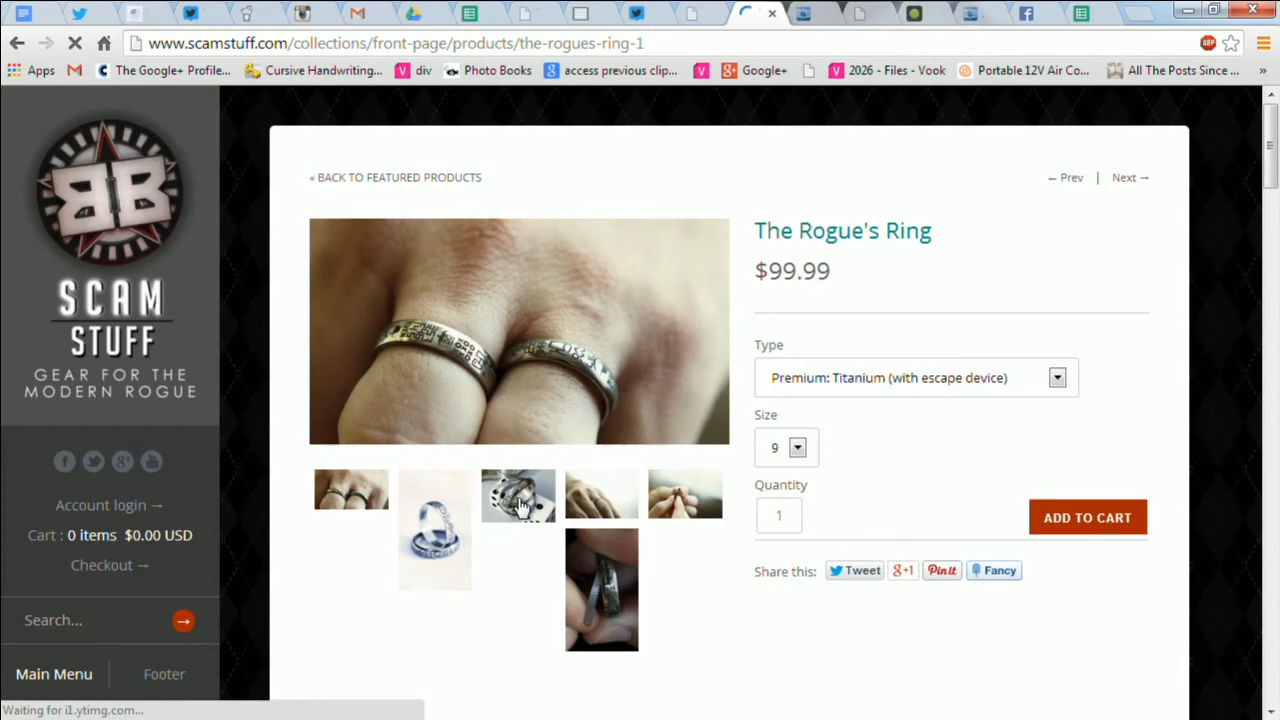 www.scamstuff.com/collections/front-page/products/the-rogues-ring-1
ABP
Apps
The Google+ Profile...
Cursive Handwriting...
div
Photo Books
access previous clip...
Google+
2026 - Files - Vook
Portable 12V Air Co...
All The Posts Since ...
»
BB
SCAM
STUFF
GEAR FOR THE
MODERN ROGUE
Account login →
Cart : 0 items $0.00 USD
Checkout →
Search...
Main Menu
Footer
« BACK TO FEATURED PRODUCTS
← Prev | Next →
The Rogue's Ring
$99.99
Type
Premium: Titanium (with escape device)
Size
9
Quantity
1
ADD TO CART
Share this:
Tweet
g+1
Pin it
Fancy
Waiting for i1.ytimg.com...